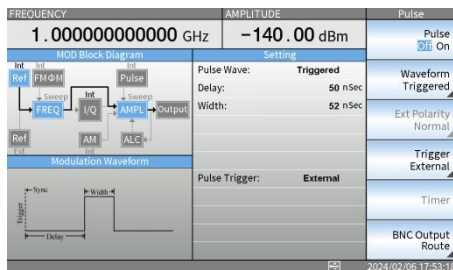 FREQUENCY
AMPLITUDE
Pulse
1.000000000000 GHz
-140.00 dBm
Pulse
Off On
MOD Block Diagram
Setting
Int
Int
Int
Ref
FMΦM
Pulse
Sweep
Int
Sweep
FREQ
I/Q
AMPL
Output
Ref
AM
ALC
Ext
Int
Pulse Wave: Triggered
Delay: 50 nSec
Width: 52 nSec
Waveform
Triggered
Ext Polarity
Normal
Modulation Waveform
Pulse Trigger: External
Trigger
External
Sync
Width
Trigger
Delay
Timer
BNC Output
Route
2024/02/06 17:53:18